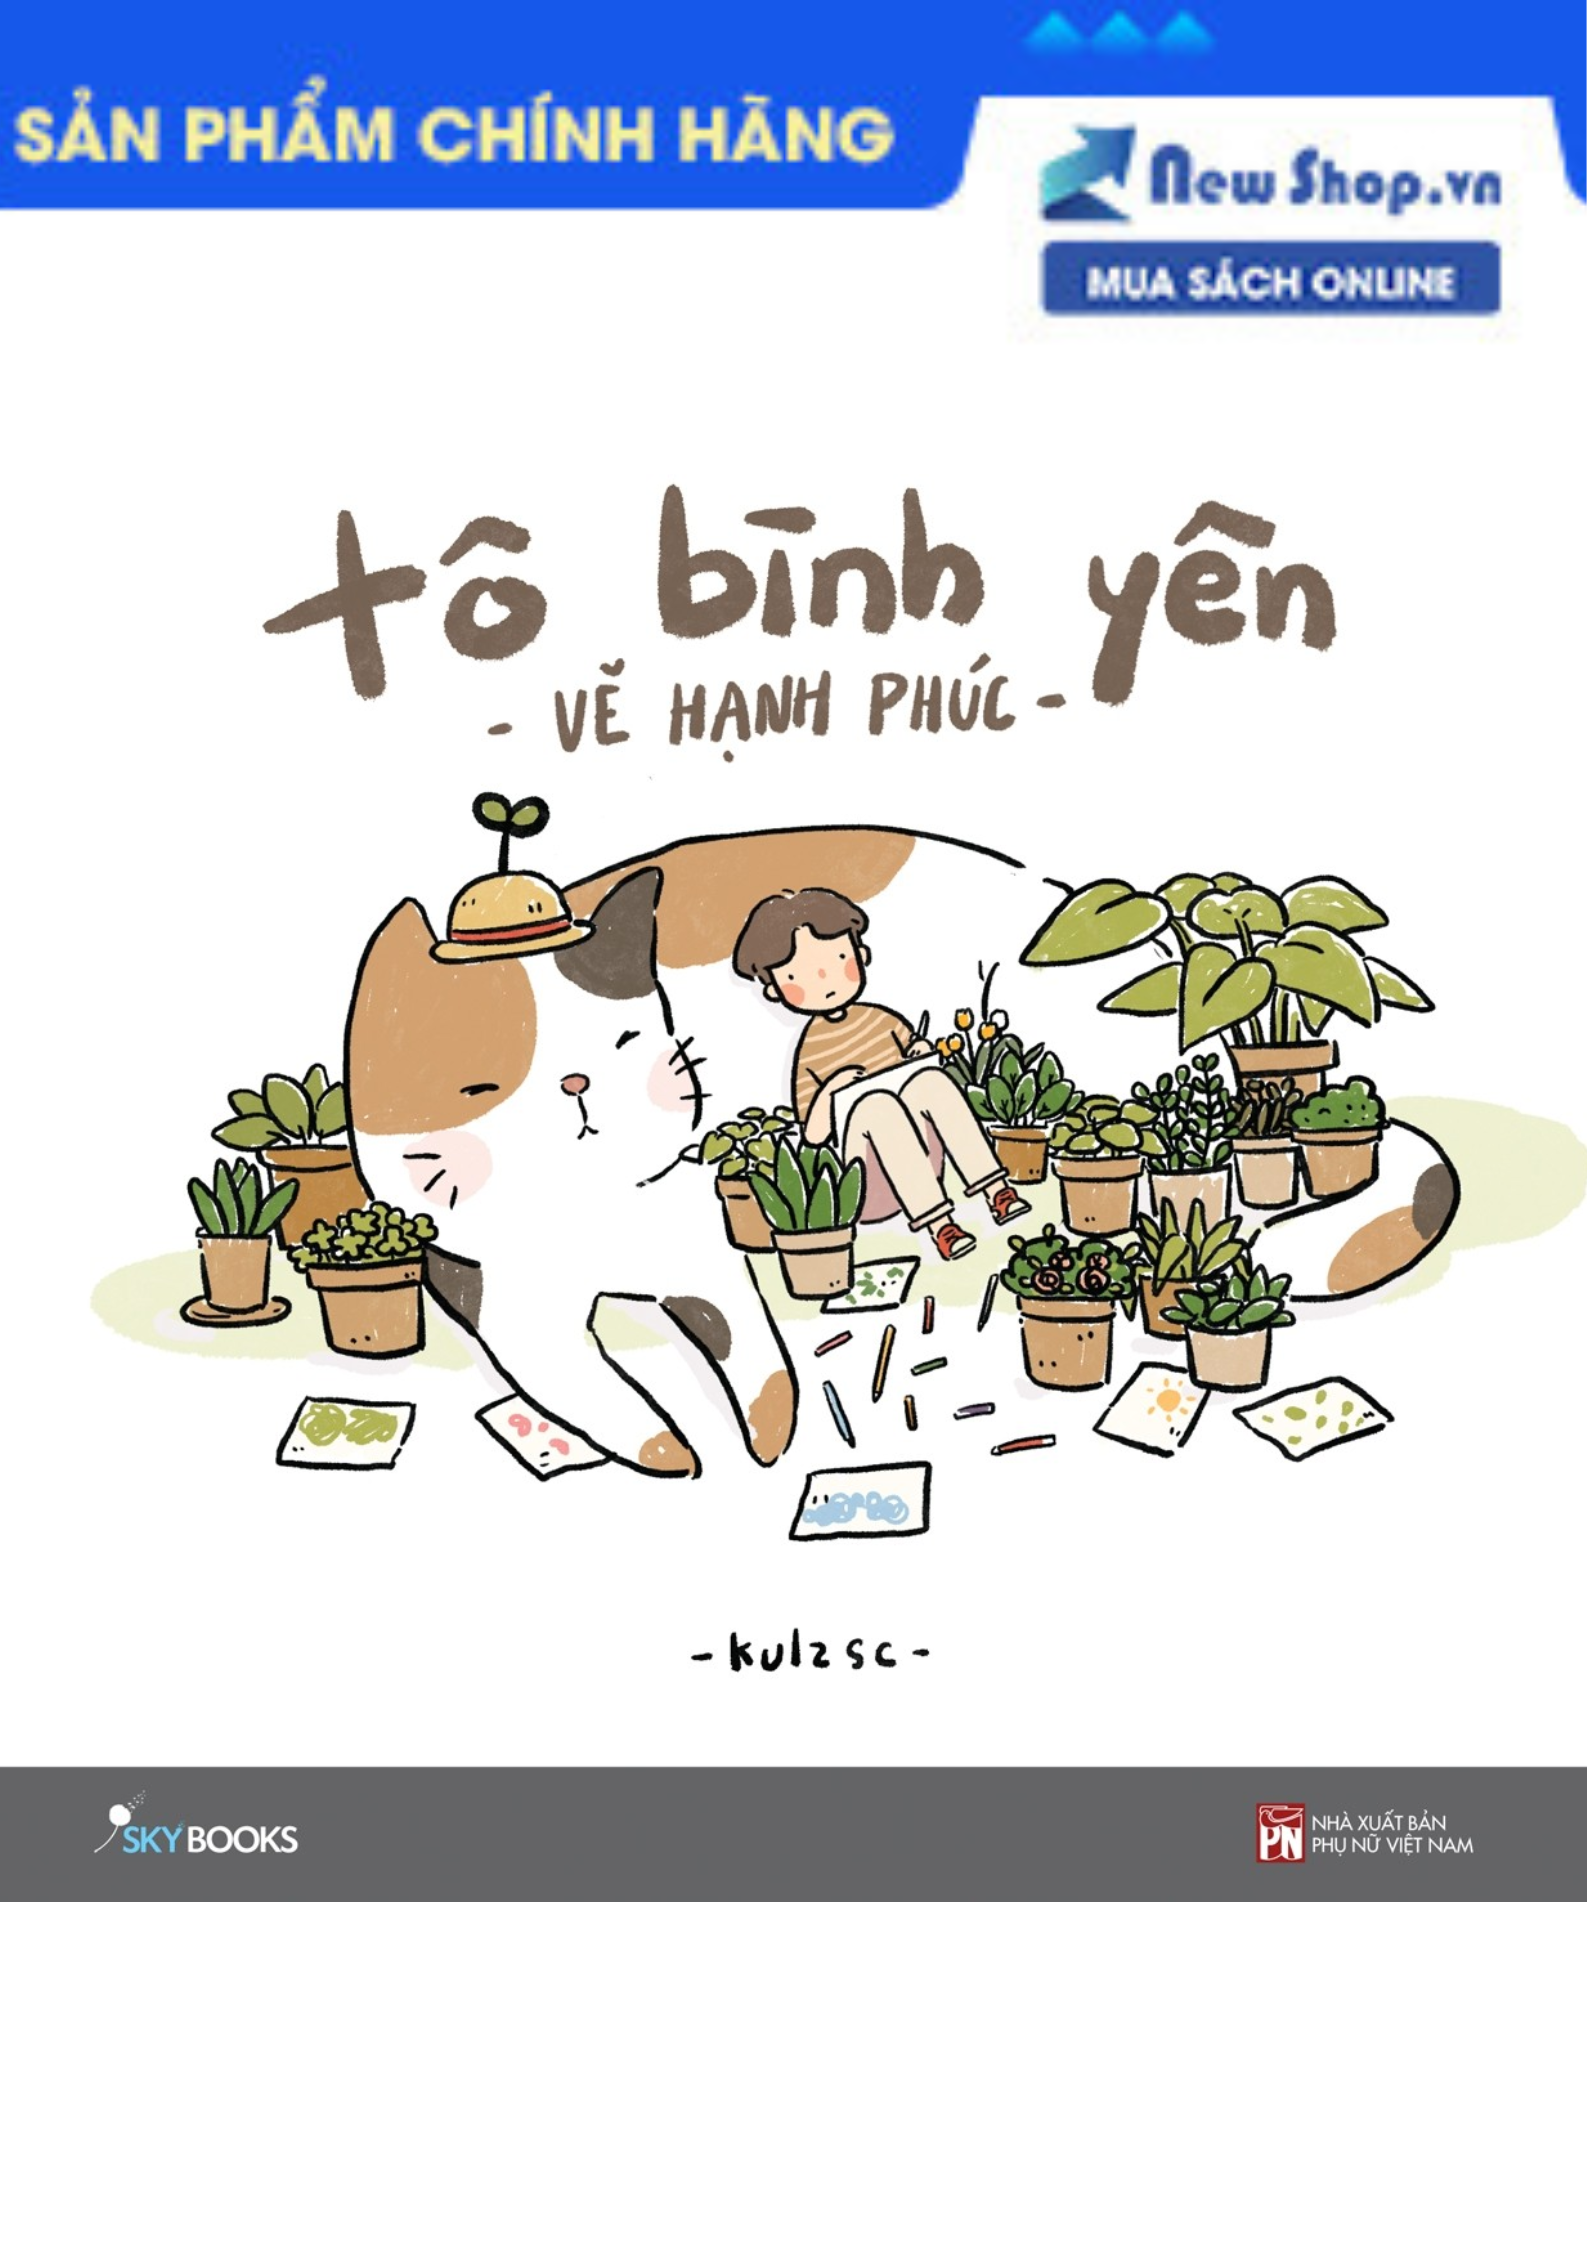 SẢN PHẨM CHÍNH HÃNG
New Shop.vn
MUA SÁCH ONLINE
tô bình yên
- VẼ HẠNH PHÚC -
- kulzsc -
SKYBOOKS
PN
NHÀ XUẤT BẢN
PHỤ NỮ VIỆT NAM